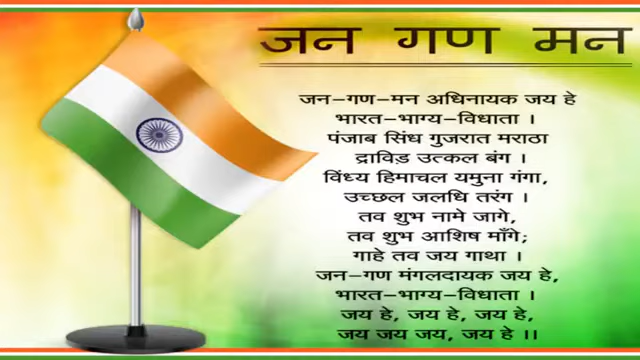 जन गण मन
जन-गण-मन अधिनायक जय हे
भारत-भाग्य-विधाता ।
पंजाब सिंध गुजरात मराठा
द्राविड़ उत्कल बंग ।
विंध्य हिमाचल यमुना गंगा,
उच्छल जलधि तरंग ।
तव शुभ नामे जागे,
तव शुभ आशिष माँगे;
गाहे तव जय गाथा ।
जन-गण मंगलदायक जय हे,
भारत-भाग्य-विधाता ।
जय हे, जय हे, जय हे,
जय जय जय, जय हे ।।